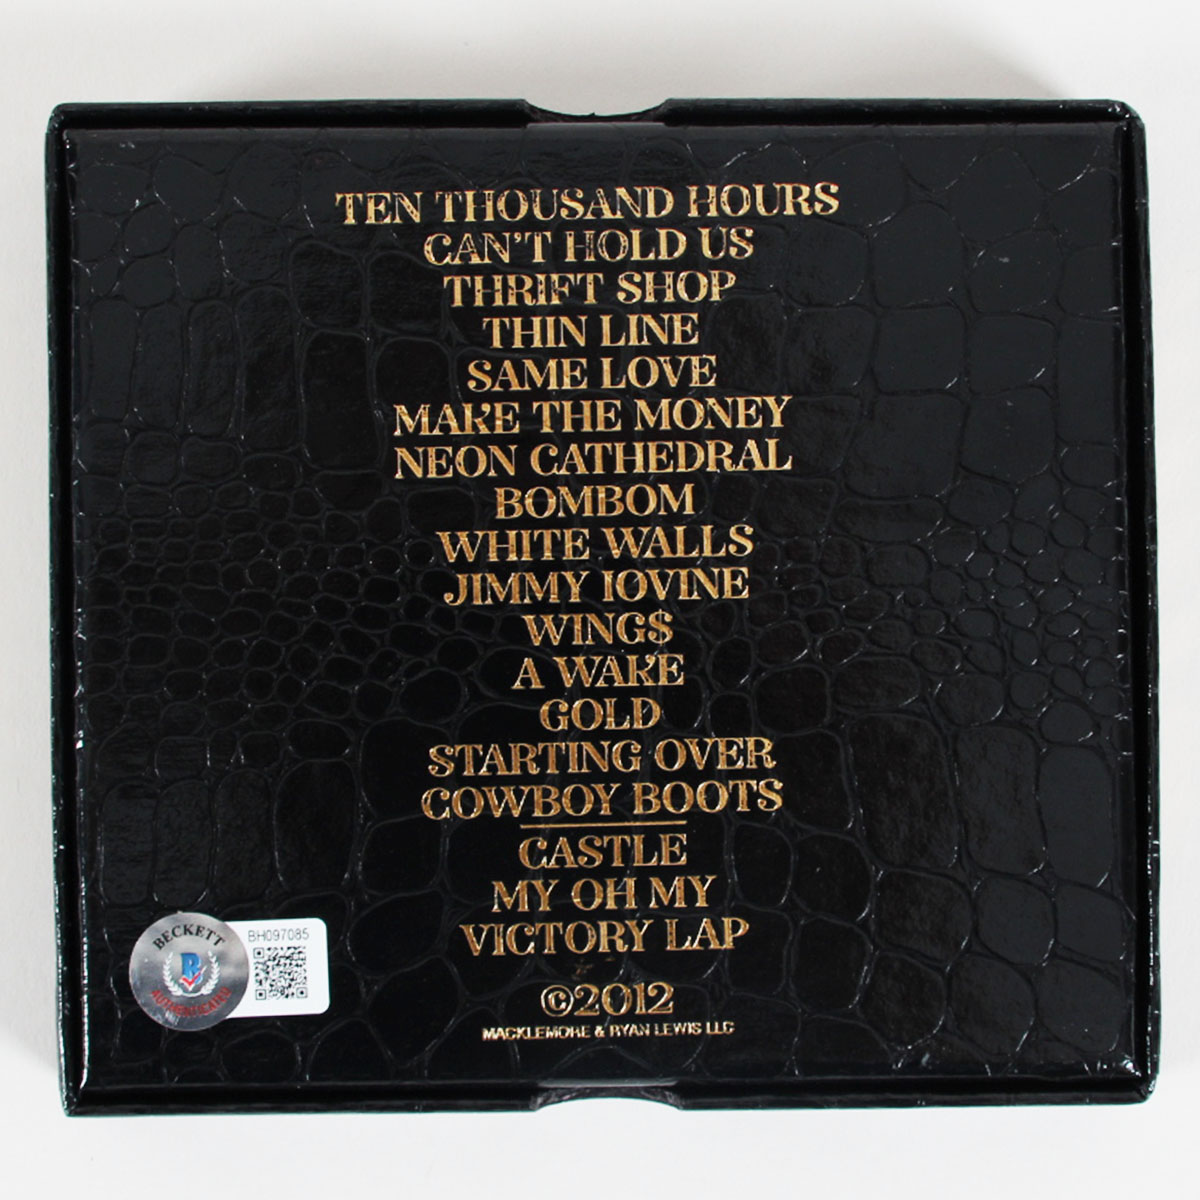 TEN THOUSAND HOURS
CAN'T HOLD US
THRIFT SHOP
THIN LINE
SAME LOVE
MAKE THE MONEY
NEON CATHEDRAL
BOMBOM
WHITE WALLS
JIMMY IOVINE
WING$
A WAKE
GOLD
STARTING OVER
COWBOY BOOTS
CASTLE
MY OH MY
VICTORY LAP
BECKETT
B
AUTHENTICATED
BH097085
©2012
MACKLEMORE & RYAN LEWIS LLC